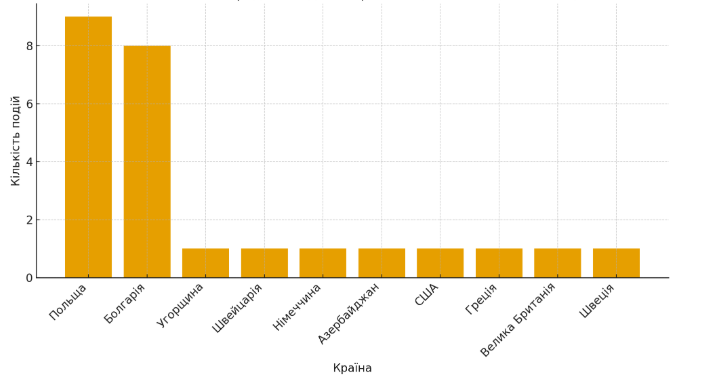 Кількість подій
8
6
4
2
0
Польща
Болгарія
Угорщина
Швейцарія
Німеччина
Азербайджан
США
Греція
Велика Британія
Швеція
Країна